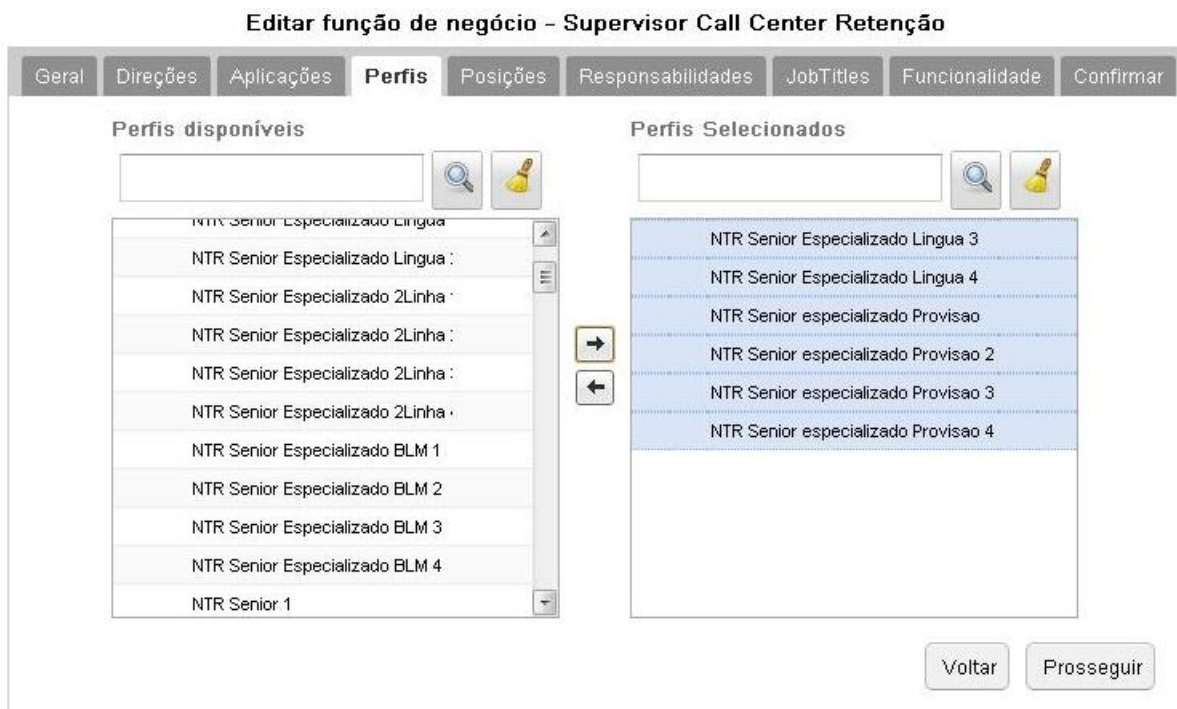 Editar função de negócio - Supervisor Call Center Retenção
Geral Direções Aplicações Perfis Posições Responsabilidades JobTitles Funcionalidade Confirmar
Perfis disponíveis
NTR Senior Especializado Lingua
NTR Senior Especializado Lingua
NTR Senior Especializado 2Linha
NTR Senior Especializado 2Linha
NTR Senior Especializado 2Linha
NTR Senior Especializado 2Linha
NTR Senior Especializado BLM 1
NTR Senior Especializado BLM 2
NTR Senior Especializado BLM 3
NTR Senior Especializado BLM 4
NTR Senior 1
Perfis Selecionados
NTR Senior Especializado Lingua 3
NTR Senior Especializado Lingua 4
NTR Senior especializado Provisao
NTR Senior especializado Provisao 2
NTR Senior especializado Provisao 3
NTR Senior especializado Provisao 4
Voltar Prosseguir